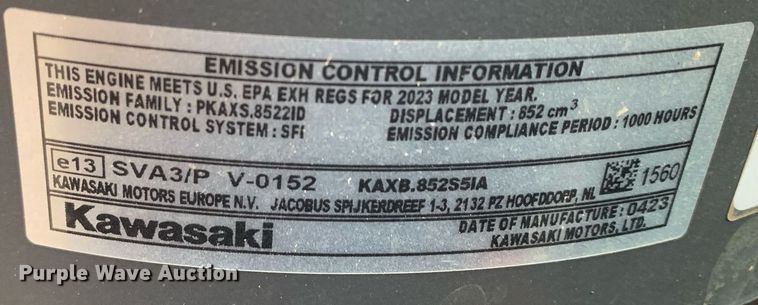 EMISSION CONTROL INFORMATION
THIS ENGINE MEETS U.S. EPA EXH REGS FOR 2023 MODEL YEAR.
EMISSION FAMILY : PKAXS.8522ID DISPLACEMENT : 852 cm³
EMISSION CONTROL SYSTEM : SFI EMISSION COMPLIANCE PERIOD : 1000 HOURS
e13 SVA3/P V-0152 KAXB.852S5IA 1560
KAWASAKI MOTORS EUROPE N.V. JACOBUS SPIJKERDREEF 1-3, 2132 PZ HOOFDDORP, NL
DATE OF MANUFACTURE : 0423
Kawasaki KAWASAKI MOTORS, LTD.
Purple Wave Auction